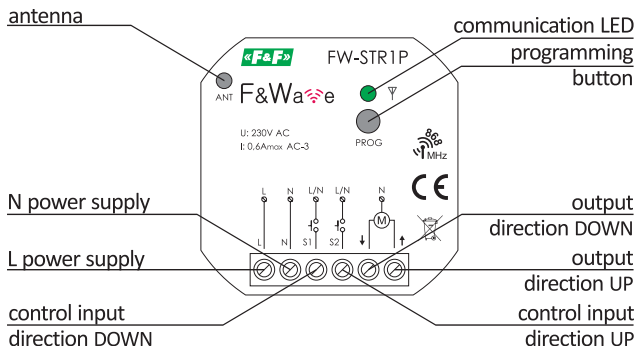 antenna
communication LED
programming
button
«F&F»
FW-STR1P
ANT
F&Wave
PROG
U: 230V AC
I: 0,6Amax AC-3
868
MHz
CE
L N L/N L/N N
M
L N S1 S2 ↓ ↑
N power supply
L power supply
control input
direction DOWN
output
direction DOWN
output
direction UP
control input
direction UP